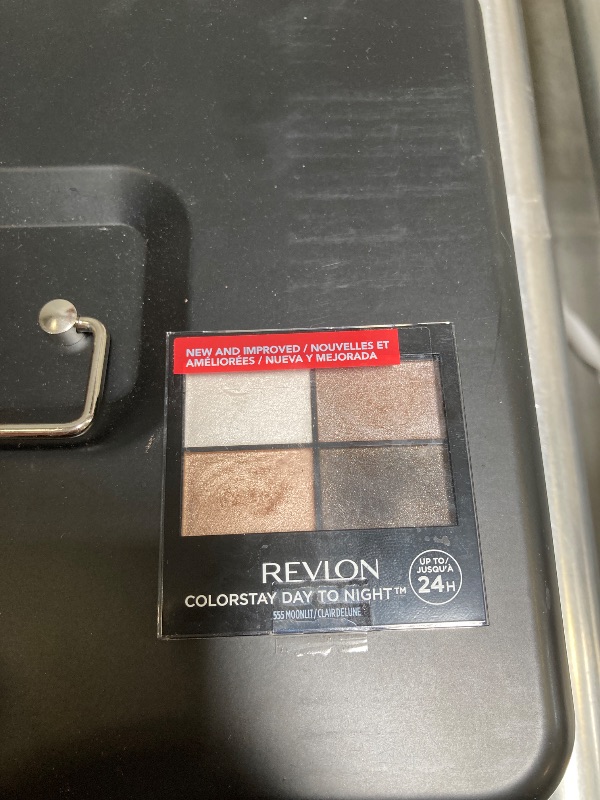 NEW AND IMPROVED / NOUVELLES ET
AMÉLIORÉES / NUEVA Y MEJORADA
REVLON
UP TO/
JUSQU'À
24H
COLORSTAY DAY TO NIGHT™
555 MOONLIT/CLAIR DE LUNE